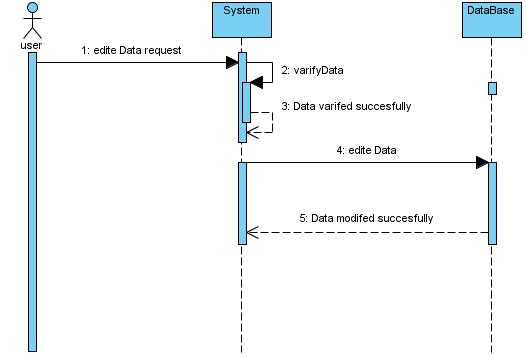 System
DataBase
user
1: edite Data request
2: varifyData
3: Data varifed succesfully
4: edite Data
5: Data modifed succesfully